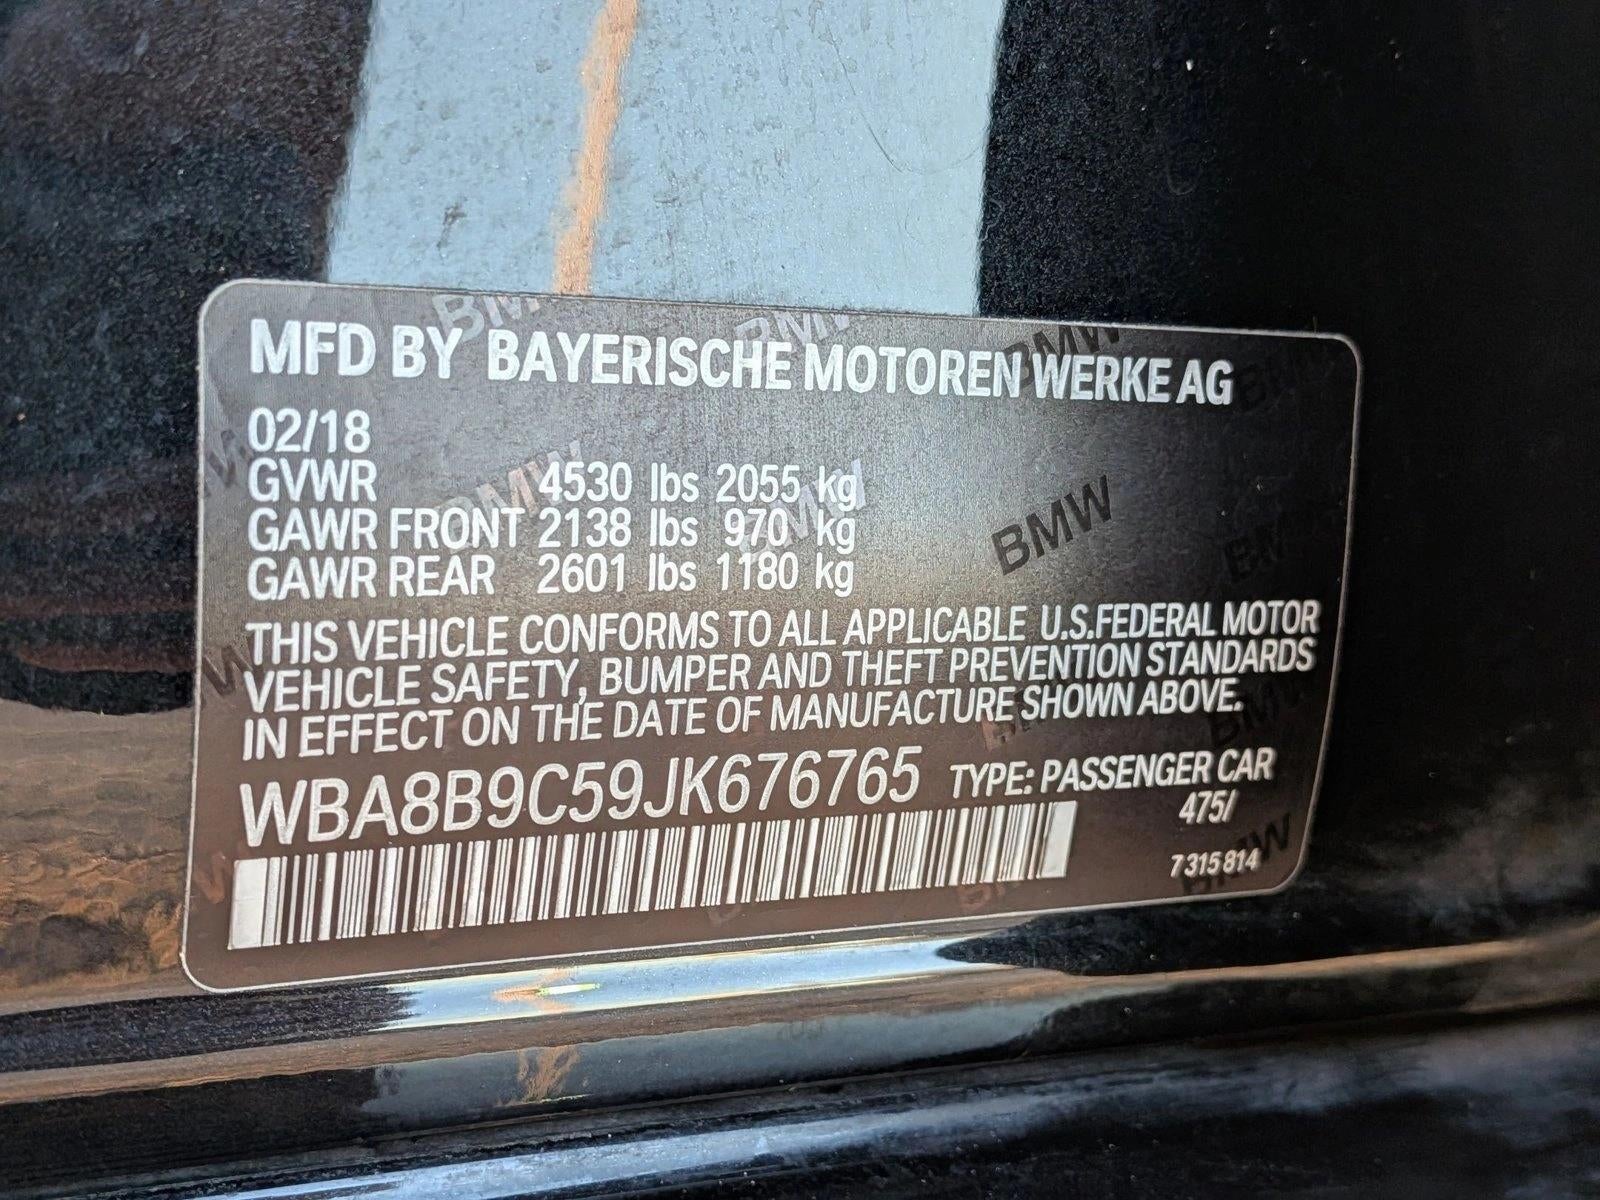 MFD BY BAYERISCHE MOTOREN WERKE AG
02/18
GVWR 4530 lbs 2055 kg
GAWR FRONT 2138 lbs 970 kg
GAWR REAR 2601 lbs 1180 kg
THIS VEHICLE CONFORMS TO ALL APPLICABLE U.S.FEDERAL MOTOR
VEHICLE SAFETY, BUMPER AND THEFT PREVENTION STANDARDS
IN EFFECT ON THE DATE OF MANUFACTURE SHOWN ABOVE.
WBA8B9C59JK676765 TYPE: PASSENGER CAR
475/
7 315 814
BMW